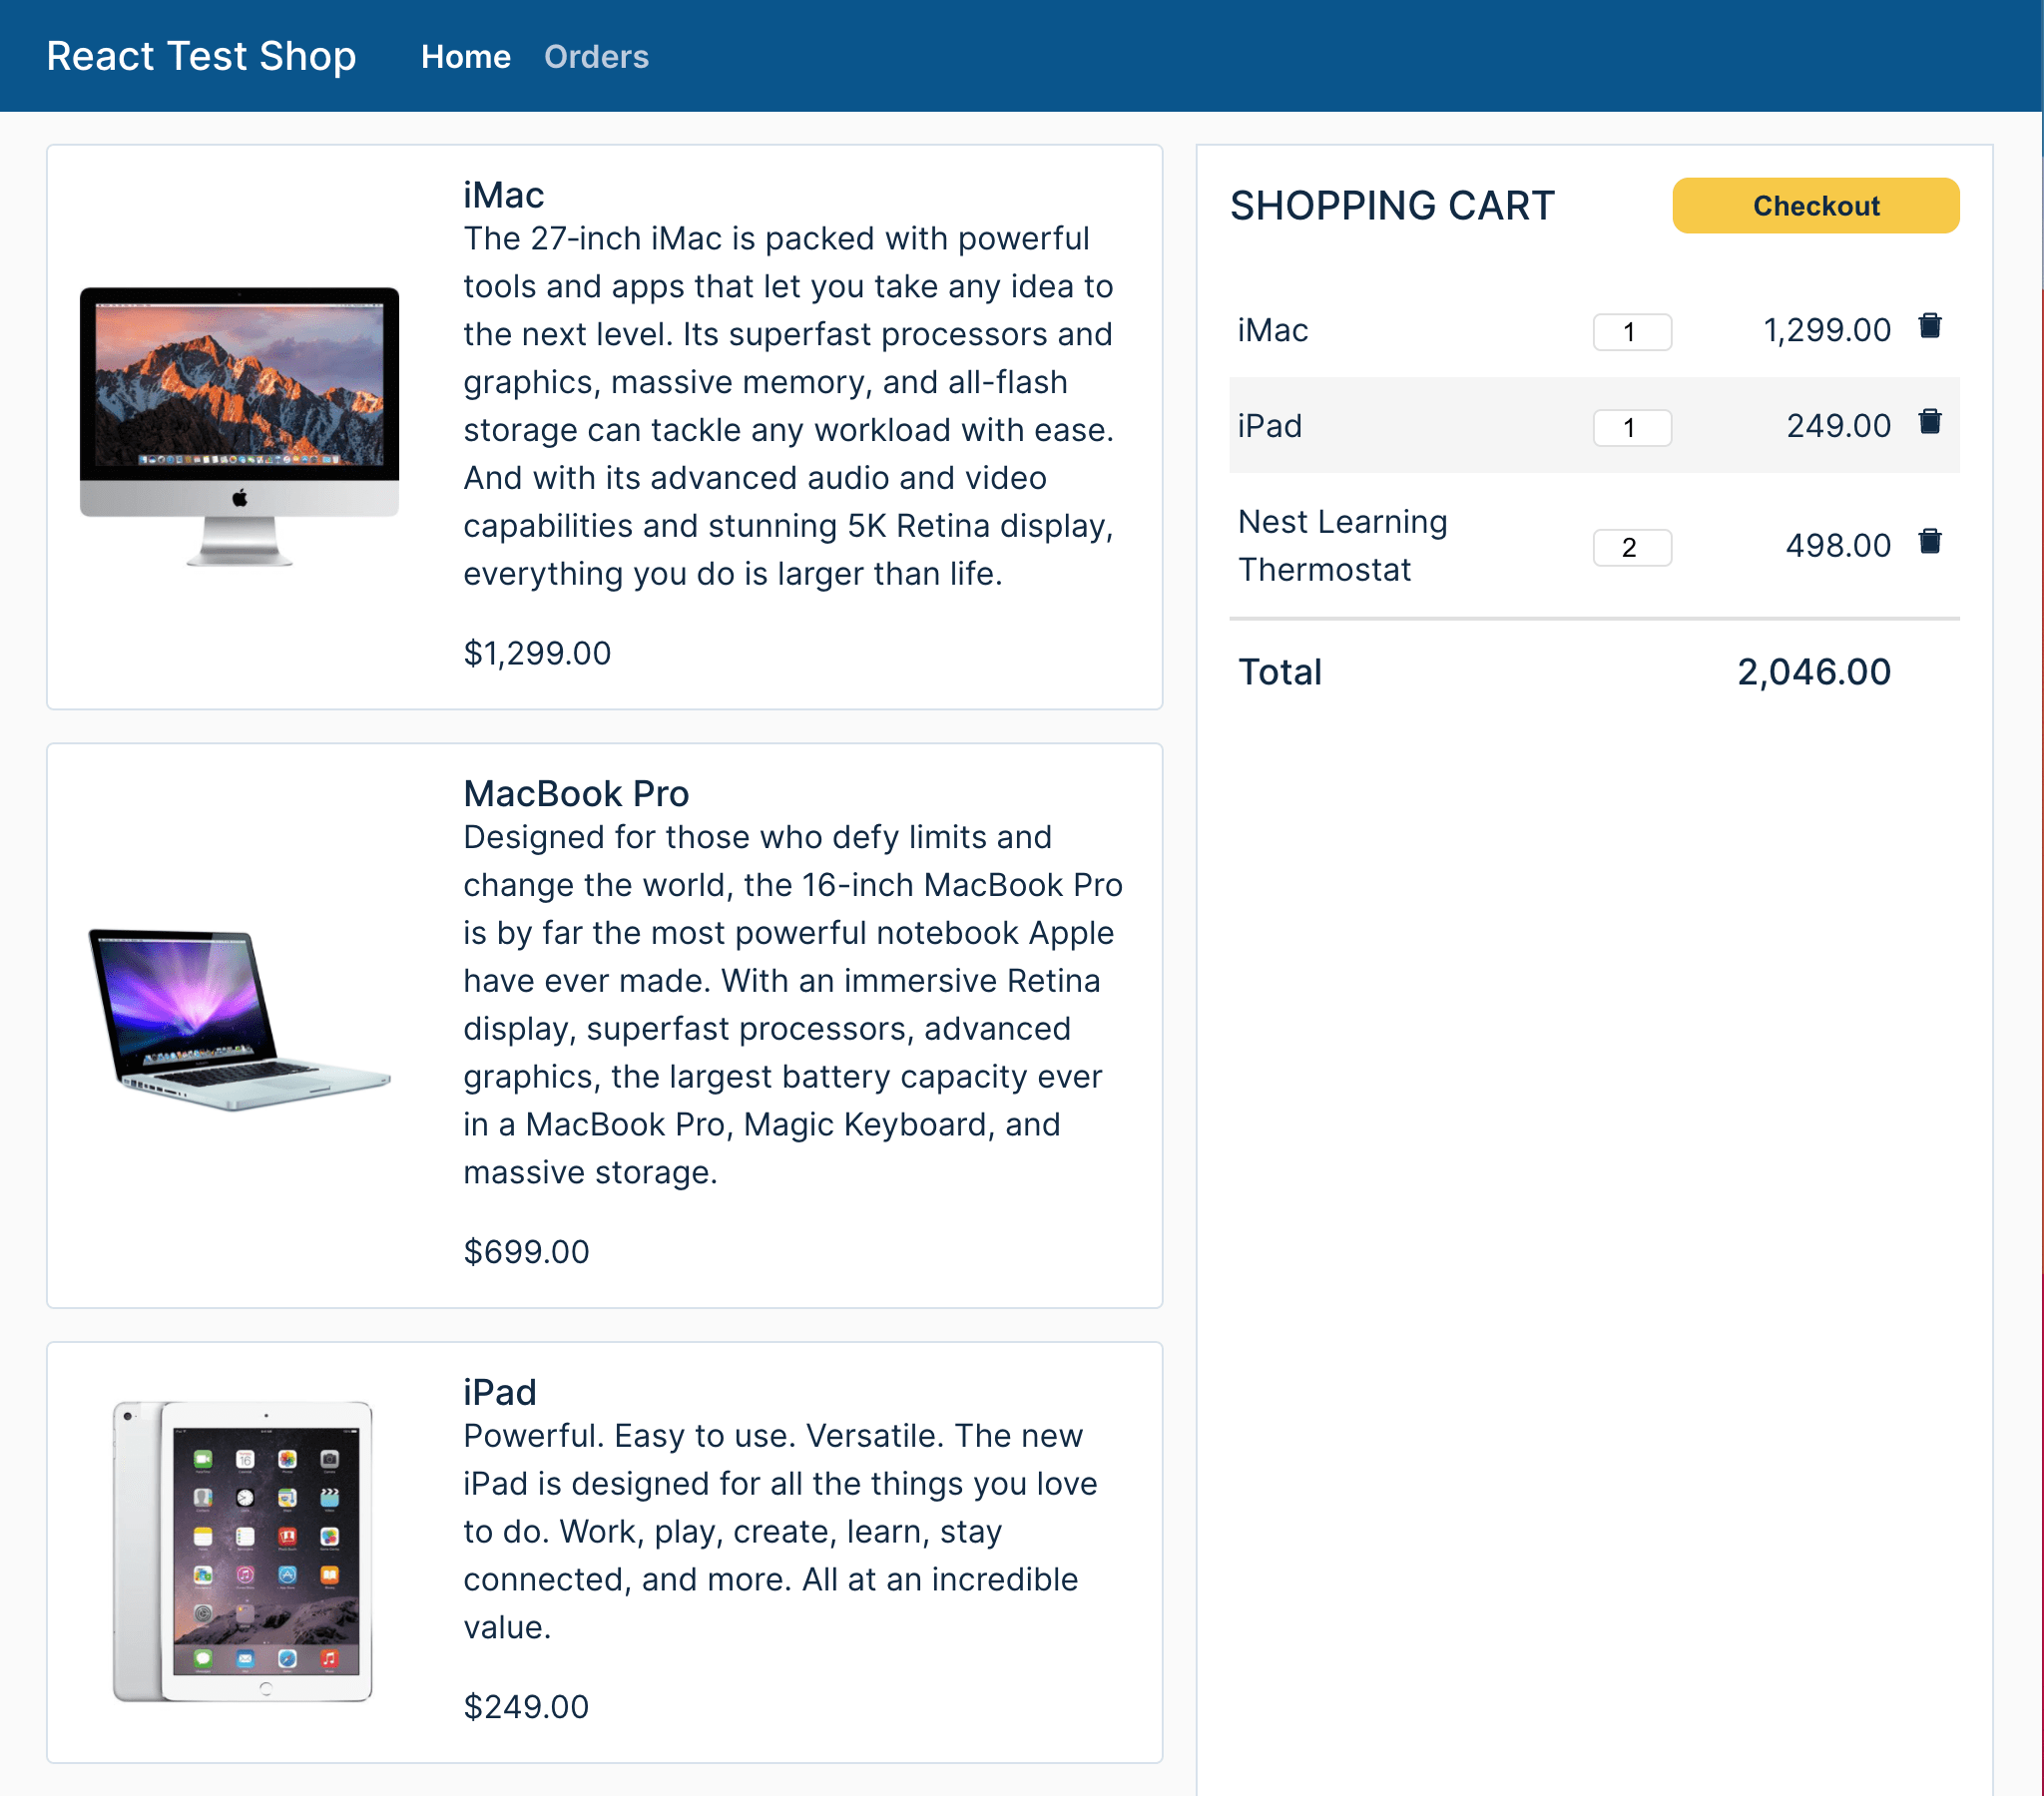 React Test Shop Home Orders
iMac
The 27-inch iMac is packed with powerful
tools and apps that let you take any idea to
the next level. Its superfast processors and
graphics, massive memory, and all-flash
storage can tackle any workload with ease.
And with its advanced audio and video
capabilities and stunning 5K Retina display,
everything you do is larger than life.
$1,299.00
MacBook Pro
Designed for those who defy limits and
change the world, the 16-inch MacBook Pro
is by far the most powerful notebook Apple
have ever made. With an immersive Retina
display, superfast processors, advanced
graphics, the largest battery capacity ever
in a MacBook Pro, Magic Keyboard, and
massive storage.
$699.00
iPad
Powerful. Easy to use. Versatile. The new
iPad is designed for all the things you love
to do. Work, play, create, learn, stay
connected, and more. All at an incredible
value.
$249.00
SHOPPING CART Checkout
iMac 1 1,299.00
iPad 1 249.00
Nest Learning
Thermostat 2 498.00
Total 2,046.00